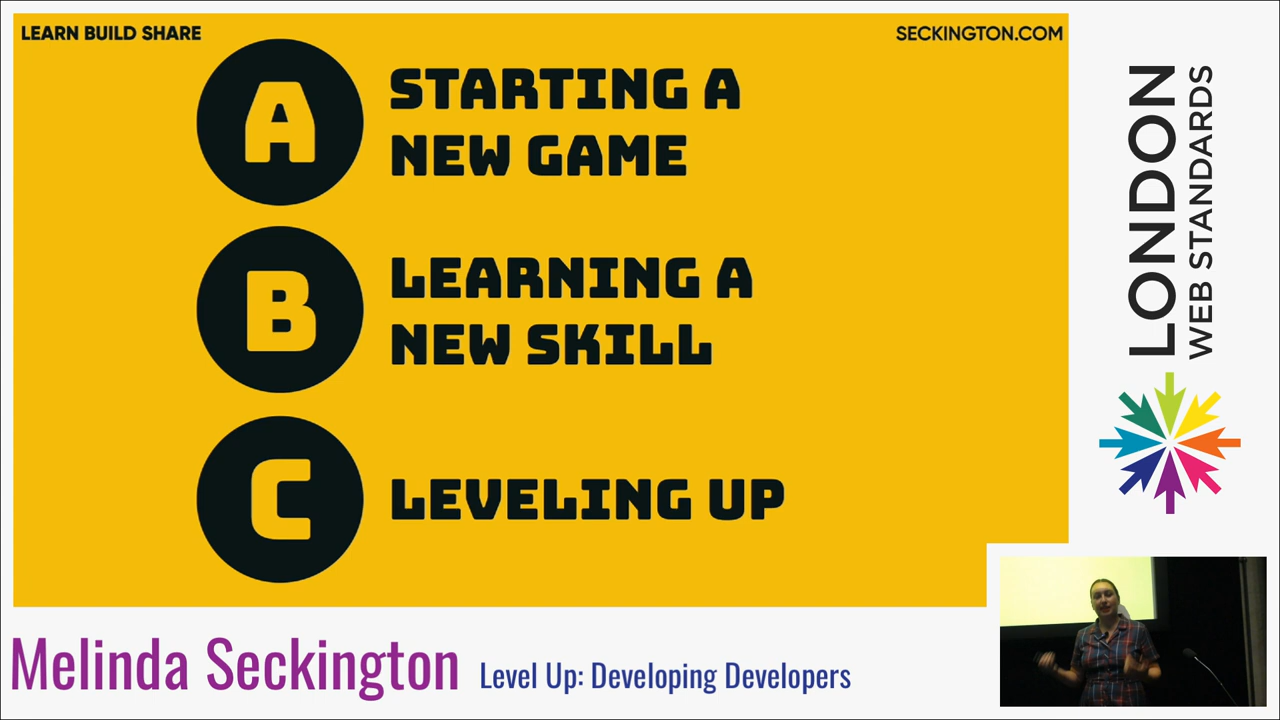 LEARN BUILD SHARE
SECKINGTON.COM
A
STARTING A
NEW GAME
B
LEARNING A
NEW SKILL
C
LEVELING UP
LONDON
WEB STANDARDS
Melinda Seckington
Level Up: Developing Developers